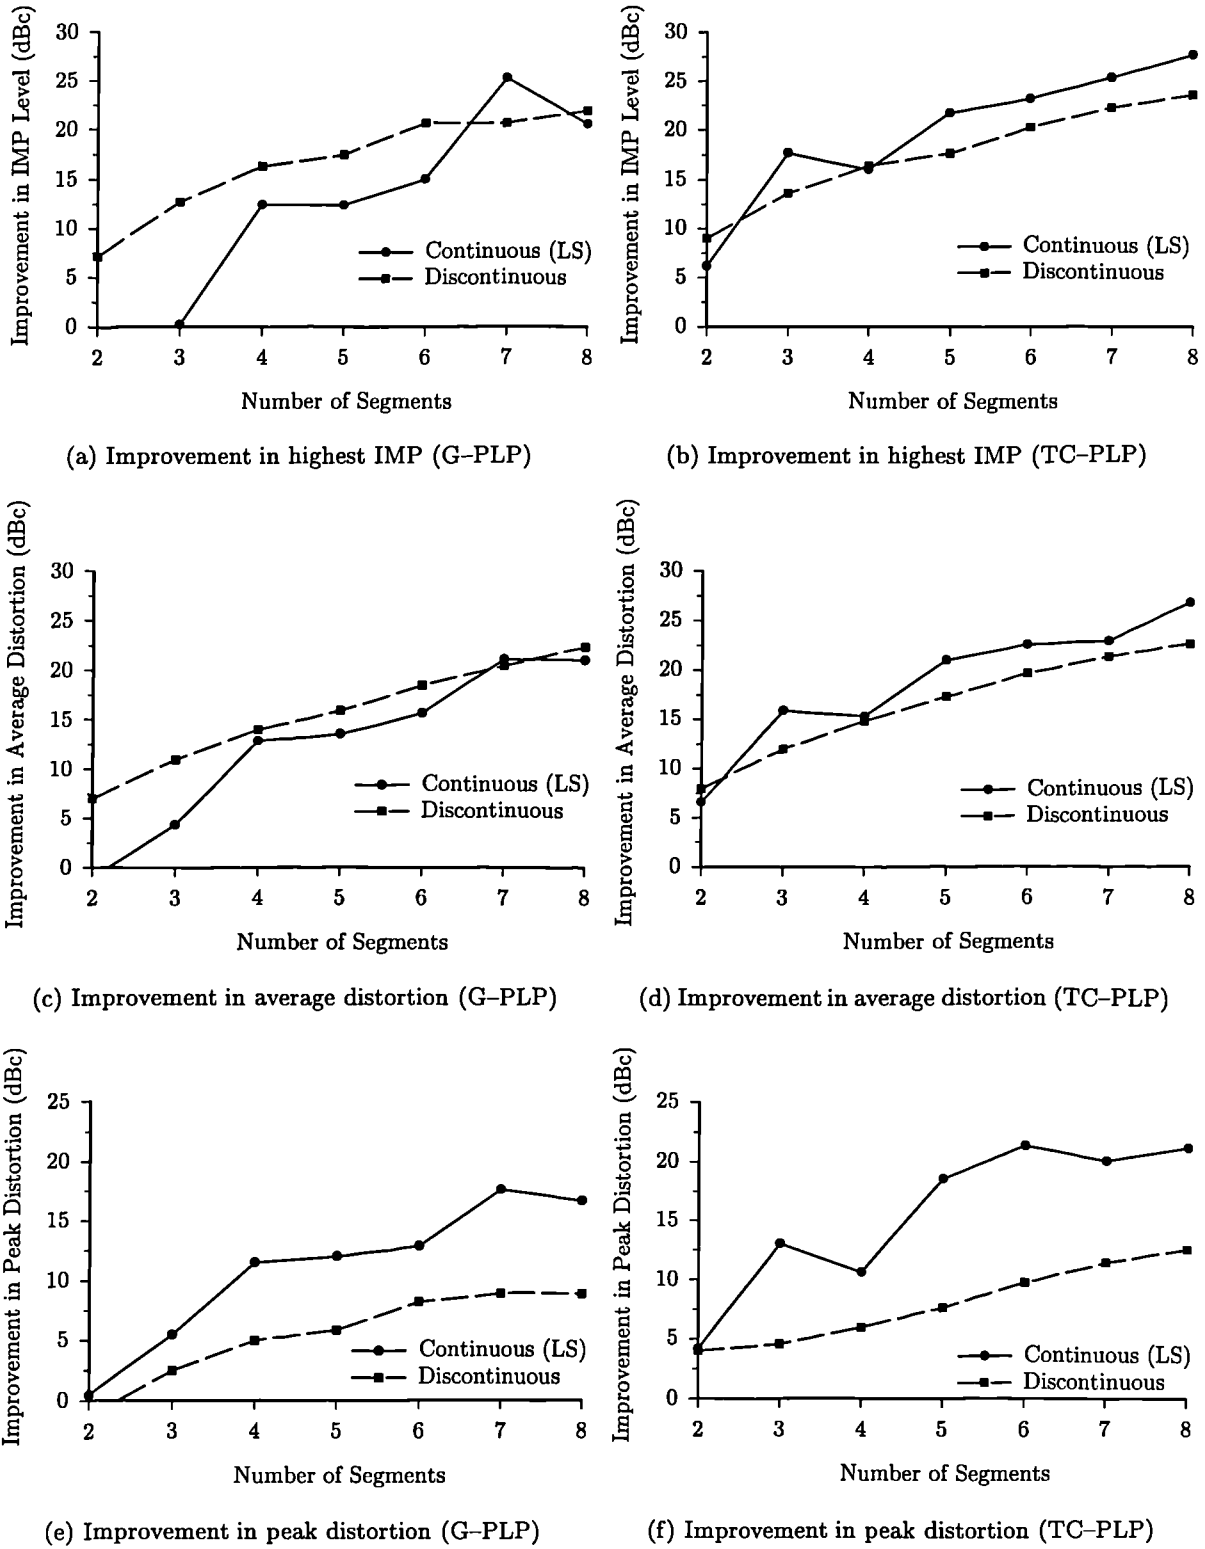 Improvement in IMP Level (dBc)
30
25
20
15
10
5
0
Continuous (LS)
Discontinuous
2 3 4 5 6 7 8
Number of Segments
(a) Improvement in highest IMP (G–PLP)
Improvement in IMP Level (dBc)
30
25
20
15
10
5
0
Continuous (LS)
Discontinuous
2 3 4 5 6 7 8
Number of Segments
(b) Improvement in highest IMP (TC–PLP)
Improvement in Average Distortion (dBc)
30
25
20
15
10
5
0
Continuous (LS)
Discontinuous
2 3 4 5 6 7 8
Number of Segments
(c) Improvement in average distortion (G–PLP)
Improvement in Average Distortion (dBc)
30
25
20
15
10
5
0
Continuous (LS)
Discontinuous
2 3 4 5 6 7 8
Number of Segments
(d) Improvement in average distortion (TC–PLP)
Improvement in Peak Distortion (dBc)
25
20
15
10
5
0
Continuous (LS)
Discontinuous
2 3 4 5 6 7 8
Number of Segments
(e) Improvement in peak distortion (G–PLP)
Improvement in Peak Distortion (dBc)
25
20
15
10
5
0
Continuous (LS)
Discontinuous
2 3 4 5 6 7 8
Number of Segments
(f) Improvement in peak distortion (TC–PLP)